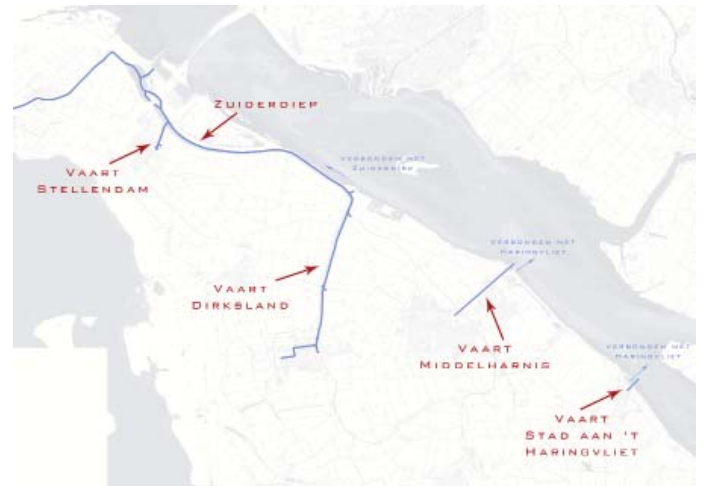 Zuiderdiep
Vaart
Stellendam
verbonden met
Zuiderdiep
verbonden met
Haringvliet
Vaart
Dirksland
Vaart
Middelharnis
verbonden met
Haringvliet
Vaart
Stad aan 't
Haringvliet